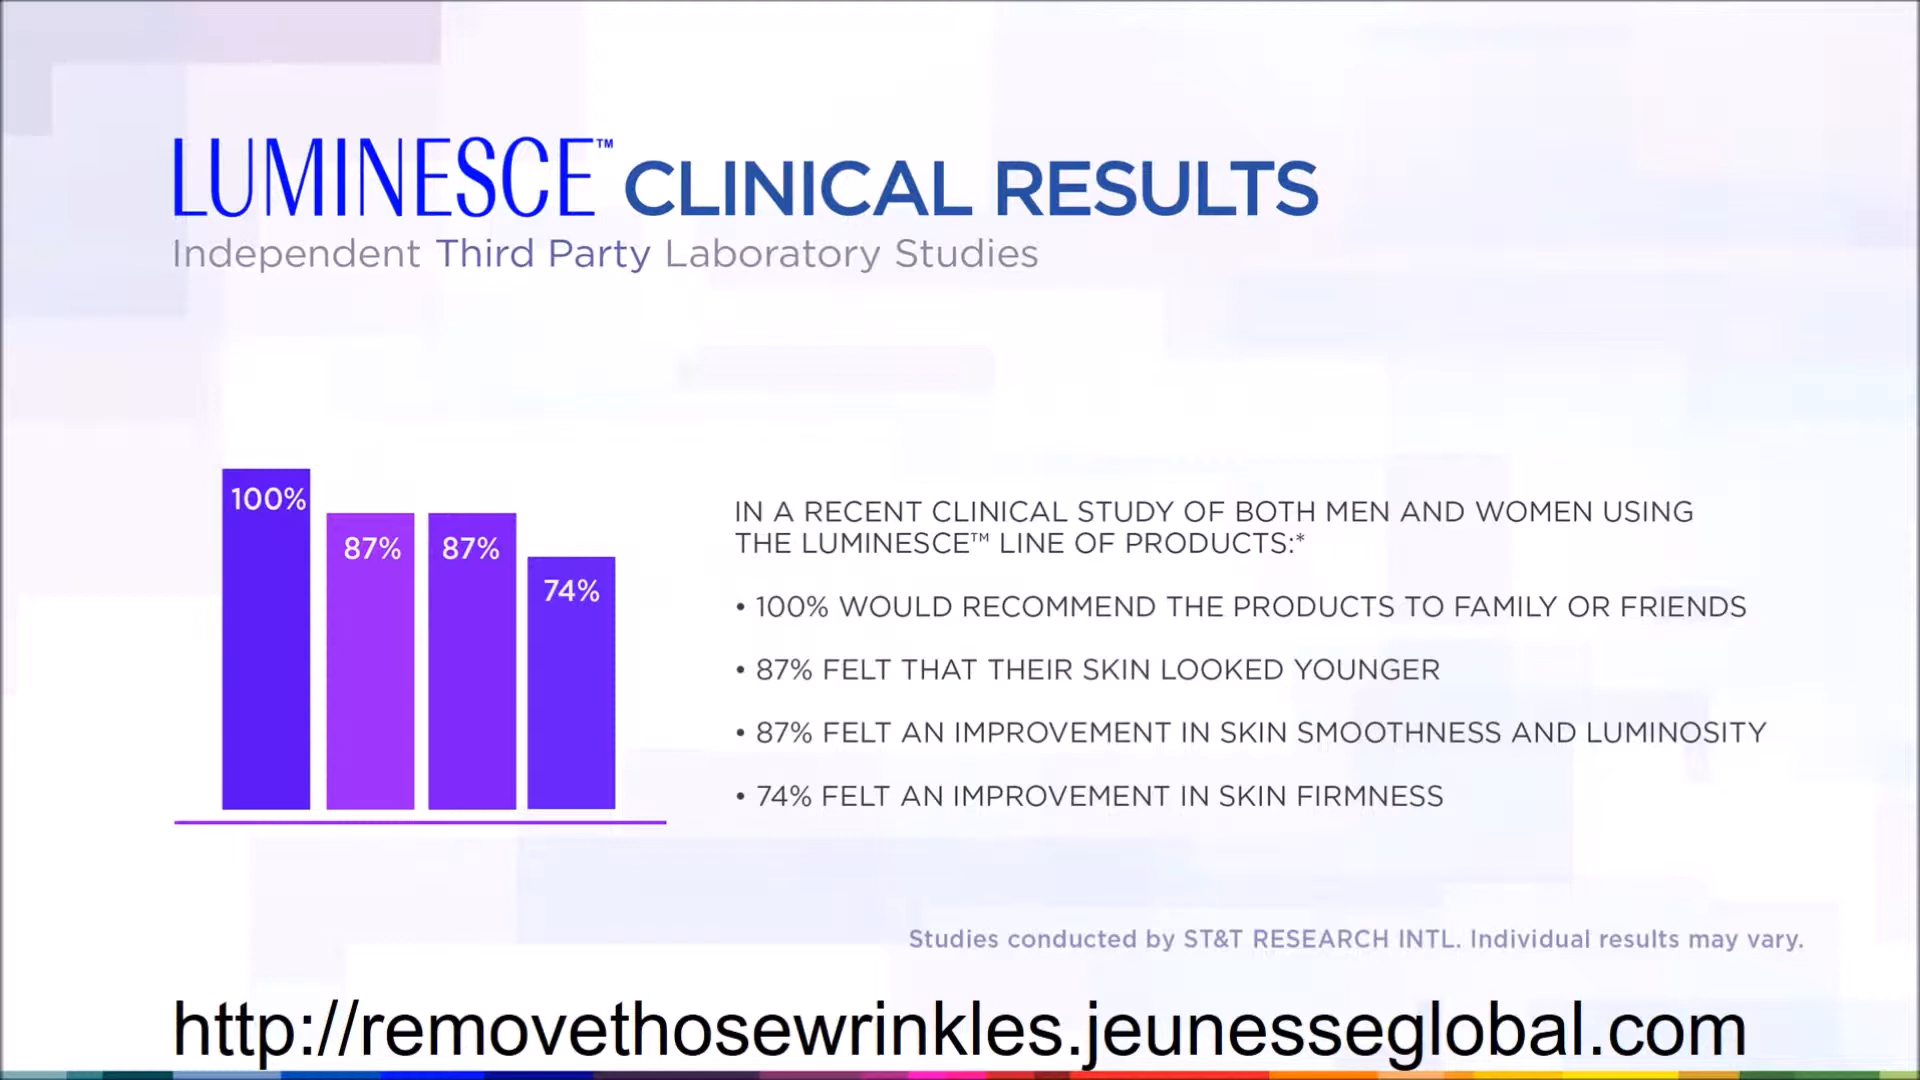 LUMINESCE™ CLINICAL RESULTS
Independent Third Party Laboratory Studies
100%
87%
87%
74%
IN A RECENT CLINICAL STUDY OF BOTH MEN AND WOMEN USING
THE LUMINESCE™ LINE OF PRODUCTS:*
• 100% WOULD RECOMMEND THE PRODUCTS TO FAMILY OR FRIENDS
• 87% FELT THAT THEIR SKIN LOOKED YOUNGER
• 87% FELT AN IMPROVEMENT IN SKIN SMOOTHNESS AND LUMINOSITY
• 74% FELT AN IMPROVEMENT IN SKIN FIRMNESS
Studies conducted by ST&T RESEARCH INTL. Individual results may vary.
http://removethosewrinkles.jeunesseglobal.com